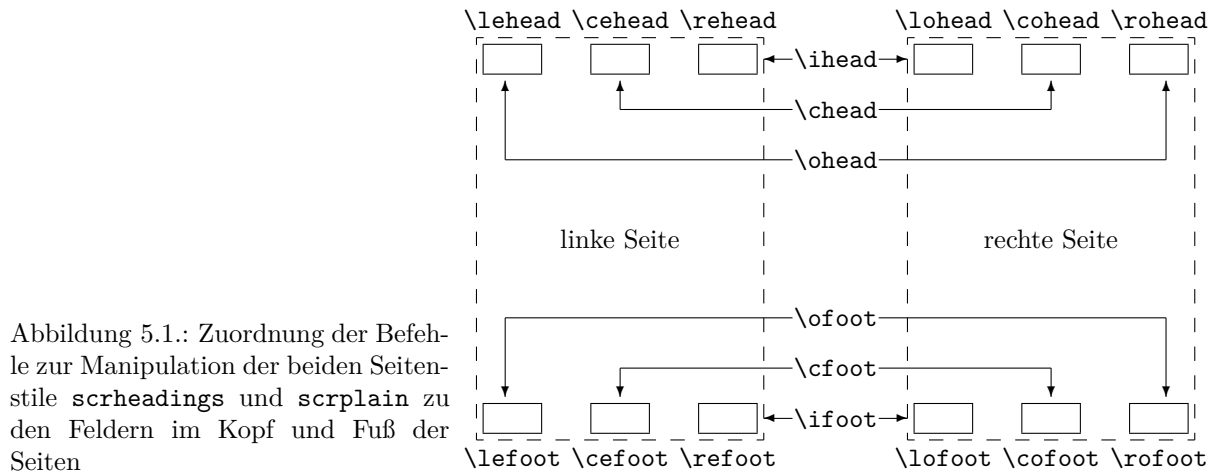 \lehead \cehead \rehead \lohead \cohead \rohead
\ihead
\chead
\ohead
linke Seite rechte Seite
\ofoot
\cfoot
\ifoot
\lefoot \cefoot \refoot \lofoot \cofoot \rofoot
Abbildung 5.1.: Zuordnung der Befeh-
le zur Manipulation der beiden Seiten-
stile scrheadings und scrplain zu
den Feldern im Kopf und Fuß der
Seiten